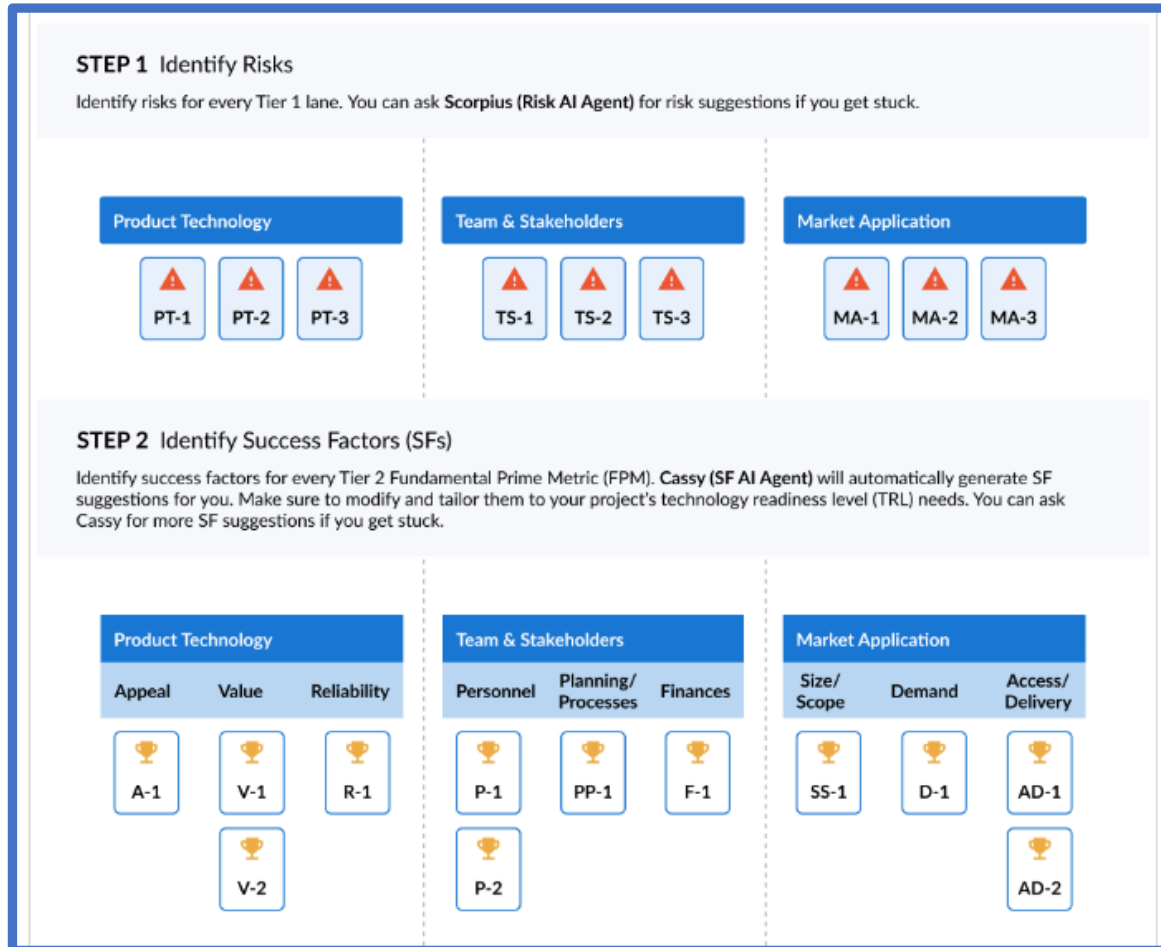 STEP 1 Identify Risks
Identify risks for every Tier 1 lane. You can ask Scorpius (Risk AI Agent) for risk suggestions if you get stuck.
Product Technology
Team & Stakeholders
Market Application
PT-1 PT-2 PT-3
TS-1 TS-2 TS-3
MA-1 MA-2 MA-3
STEP 2 Identify Success Factors (SFs)
Identify success factors for every Tier 2 Fundamental Prime Metric (FPM). Cassy (SF AI Agent) will automatically generate SF
suggestions for you. Make sure to modify and tailor them to your project's technology readiness level (TRL) needs. You can ask
Cassy for more SF suggestions if you get stuck.
Product Technology
Appeal Value Reliability
A-1 V-1 R-1
V-2
Team & Stakeholders
Personnel
Planning/
Processes
Finances
P-1 PP-1 F-1
P-2
Market Application
Size/
Scope
Demand
Access/
Delivery
SS-1 D-1 AD-1
AD-2